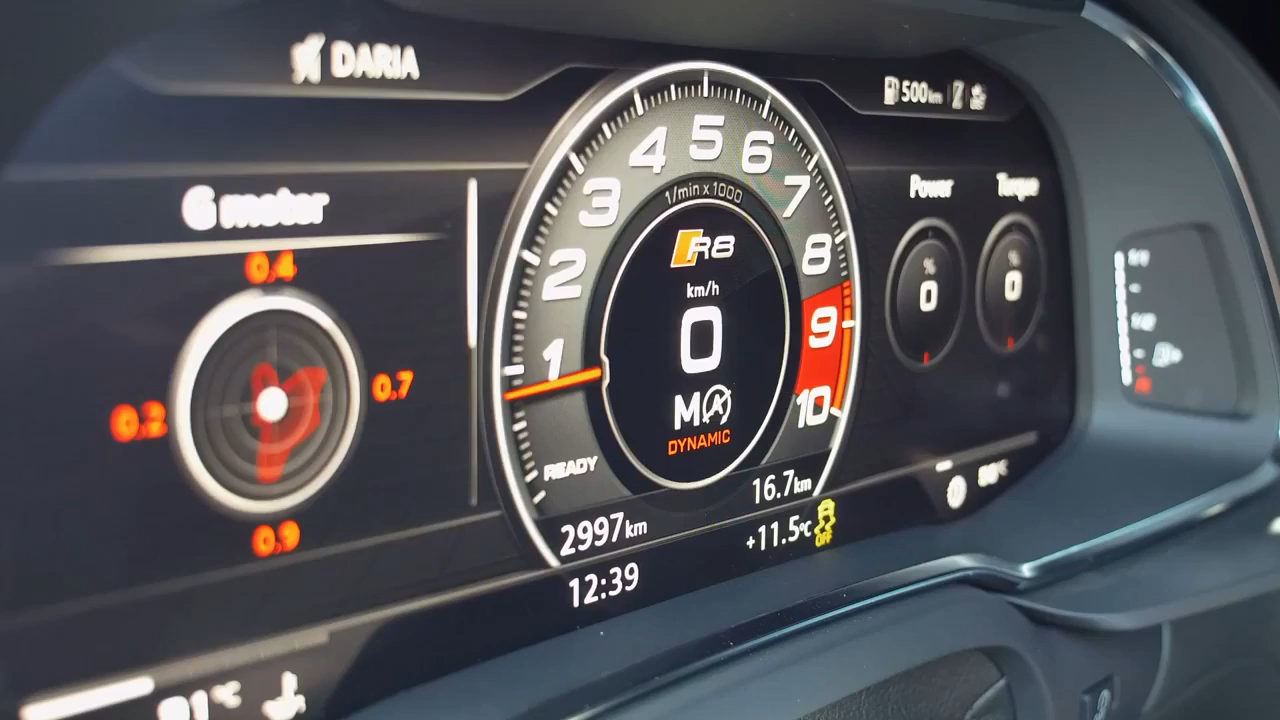 DARIA
500km
G motor
0.4
0.2
0.7
0.9
1 2 3 4 5 6 7 8 9 10
1/min x 1000
R8
km/h
0
M A
DYNAMIC
READY
16.7km
2997km
+11.5°C
OFF
12:39
Power
% 0
Torque
% 0